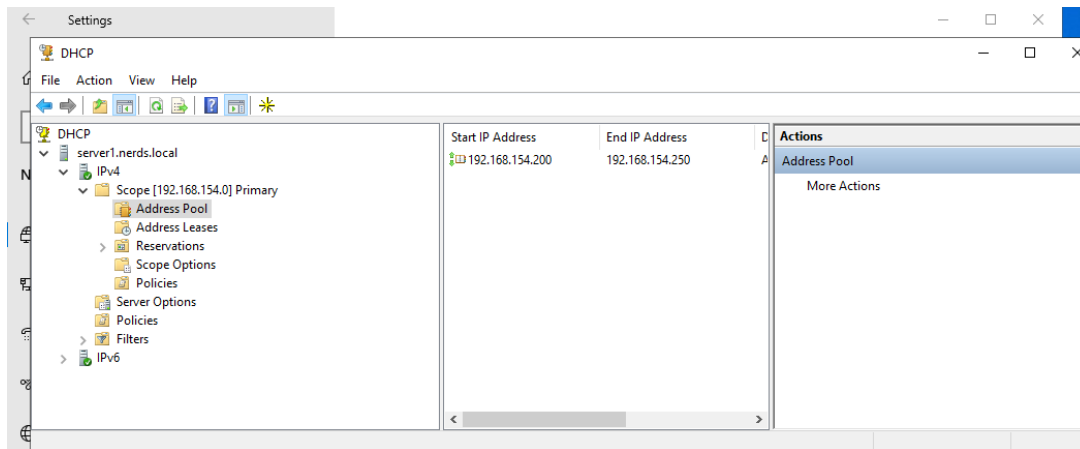 Settings
DHCP
File Action View Help
DHCP
server1.nerds.local
IPv4
Scope [192.168.154.0] Primary
Address Pool
Address Leases
Reservations
Scope Options
Policies
Server Options
Policies
Filters
IPv6
Start IP Address End IP Address D
192.168.154.200 192.168.154.250 A
Actions
Address Pool
More Actions
N